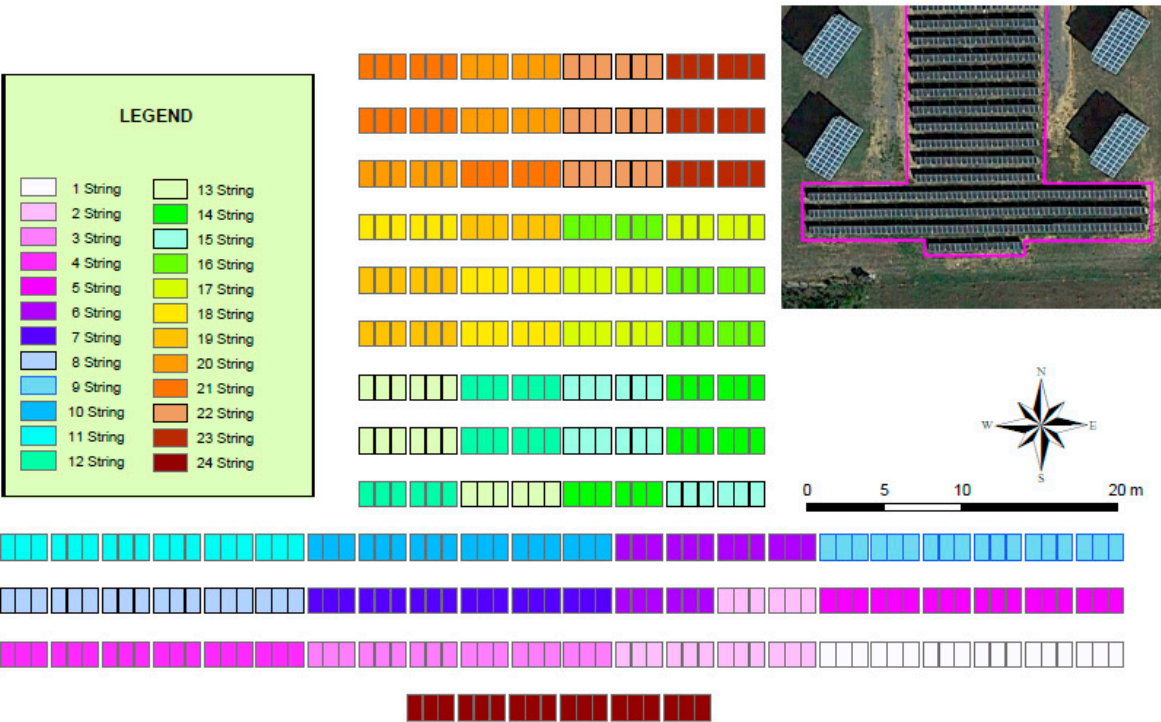 LEGEND
1 String
2 String
3 String
4 String
5 String
6 String
7 String
8 String
9 String
10 String
11 String
12 String
13 String
14 String
15 String
16 String
17 String
18 String
19 String
20 String
21 String
22 String
23 String
24 String
N
W E
S
0 5 10 20 m